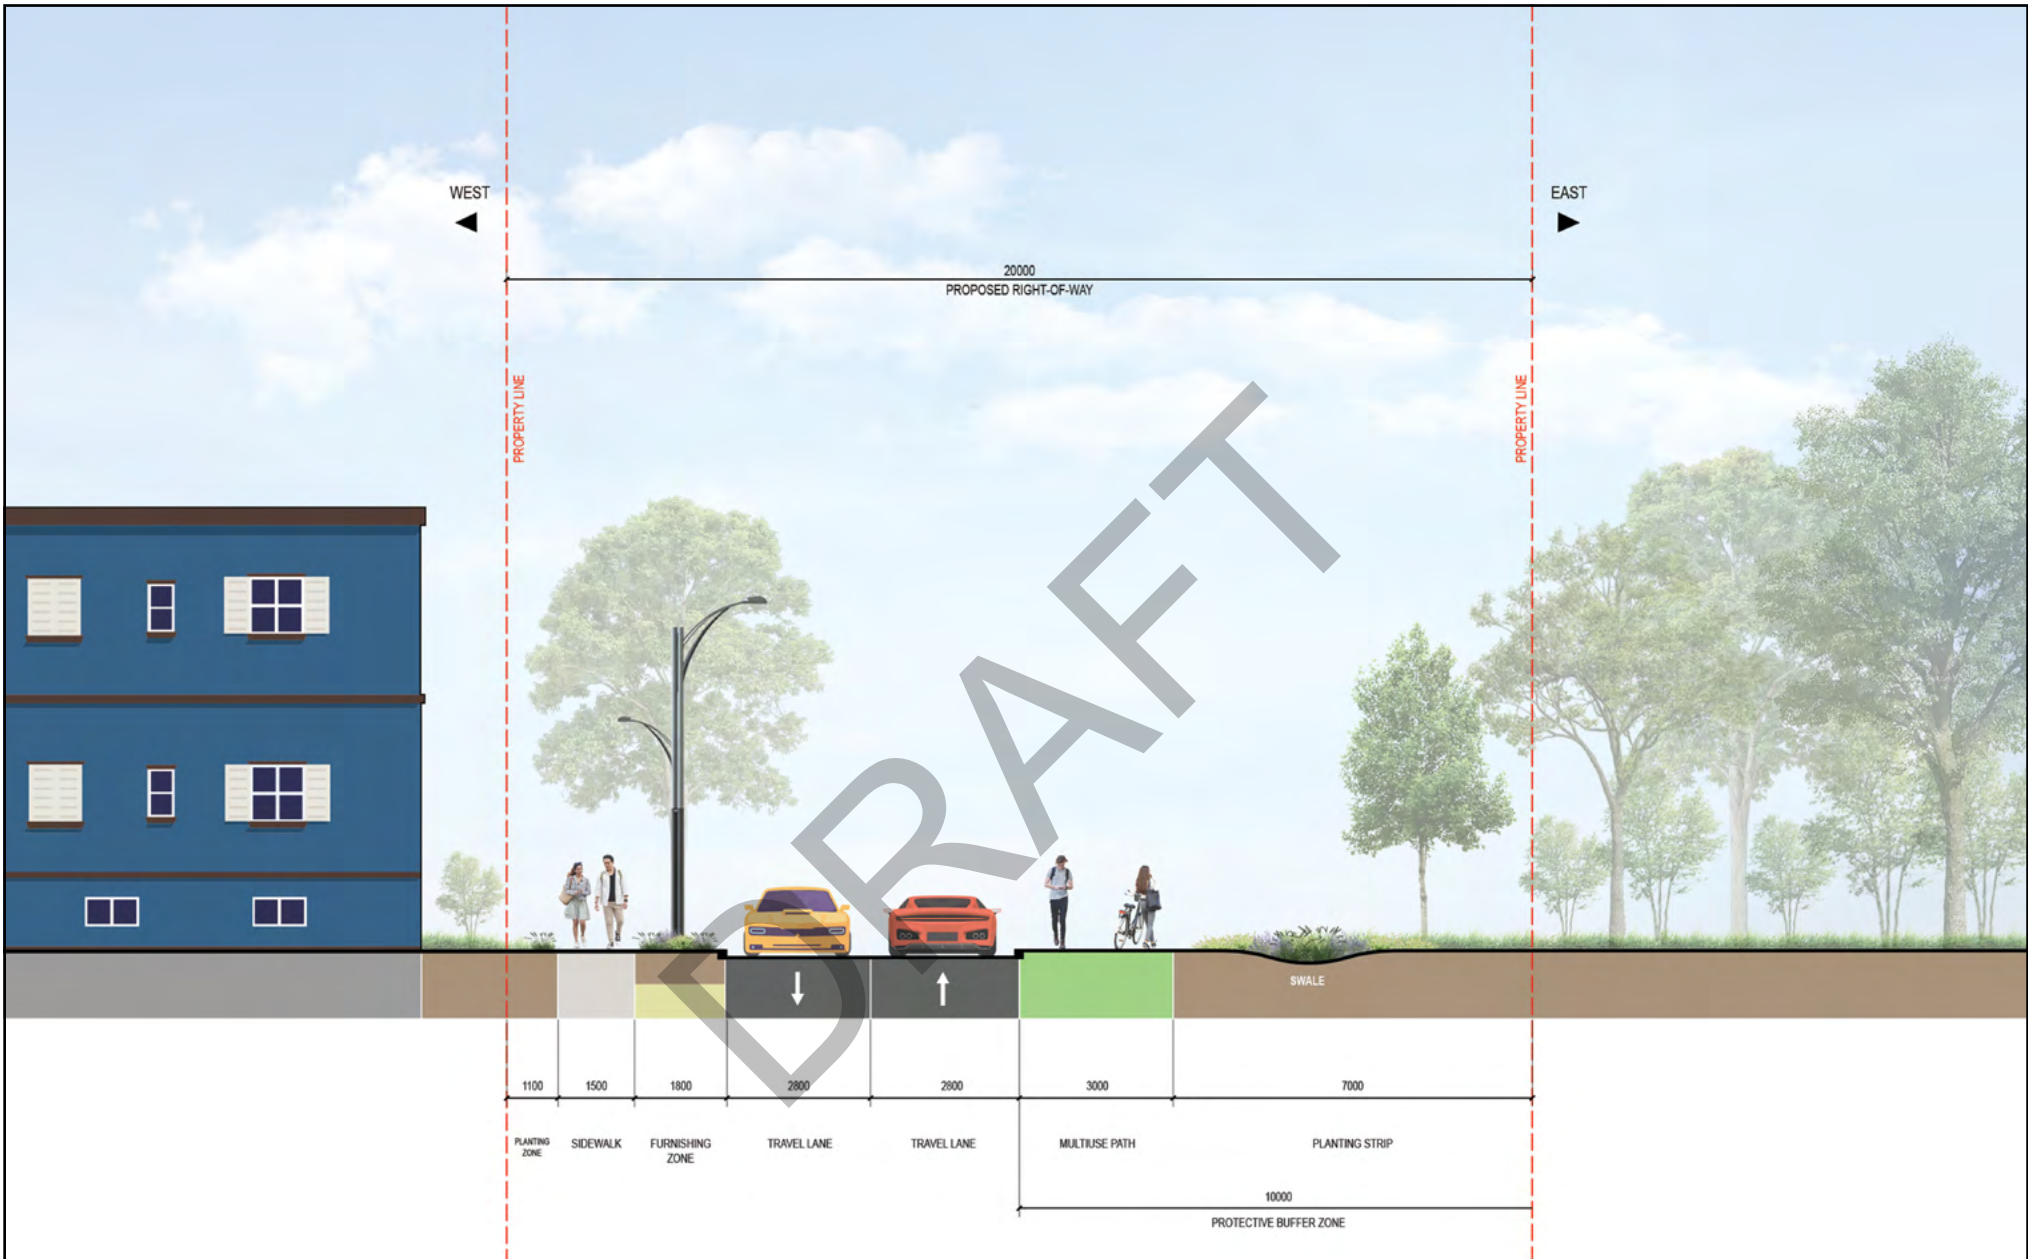 WEST
EAST
20000
PROPOSED RIGHT-OF-WAY
PROPERTY LINE
PROPERTY LINE
DRAFT
SWALE
1100
1500
1800
2800
2800
3000
7000
PLANTING
ZONE
SIDEWALK
FURNISHING
ZONE
TRAVEL LANE
TRAVEL LANE
MULTIUSE PATH
PLANTING STRIP
10000
PROTECTIVE BUFFER ZONE